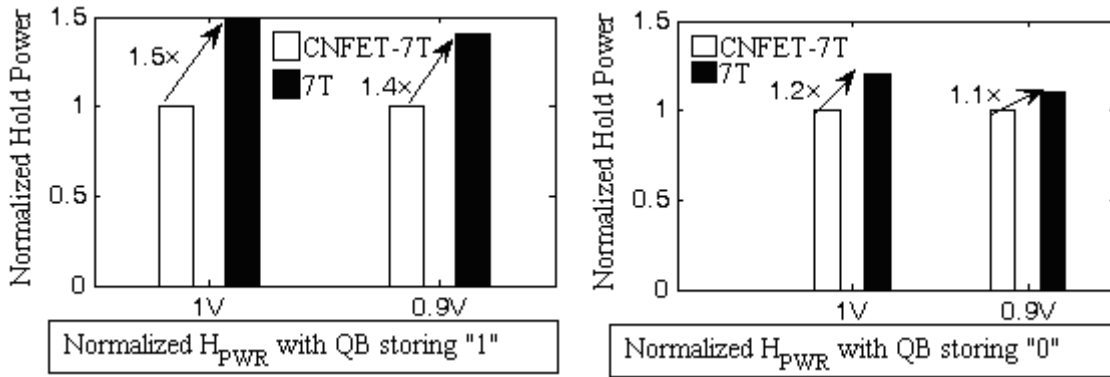 Normalized Hold Power
1.5
1
0.5
0
1.5×
1.4×
CNFET-7T
7T
1V
0.9V
Normalized H_PWR with QB storing "1"
Normalized Hold Power
1.5
1
0.5
0
CNFET-7T
7T
1.2×
1.1×
1V
0.9V
Normalized H_PWR with QB storing "0"